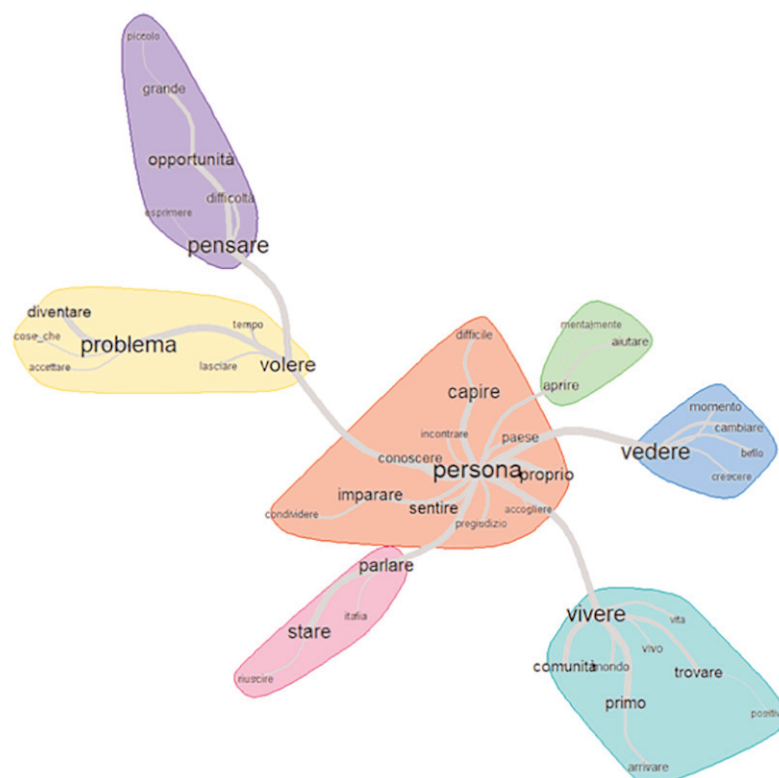 piccolo
grande
opportunità
difficoltà
esprimere
pensare
diventare
tempo
cose_che
problema
accettare
lasciare
volere
difficile
mentalmente
aiutare
aprire
capire
momento
cambiare
incontrare
paese
vedere
bello
conoscere
persona
proprio
crescere
imparare
condividere
sentire
accogliere
pregiudizio
parlare
vivere
vita
italia
stare
vivo
comunità
mondo
trovare
riuscire
primo
arrivare